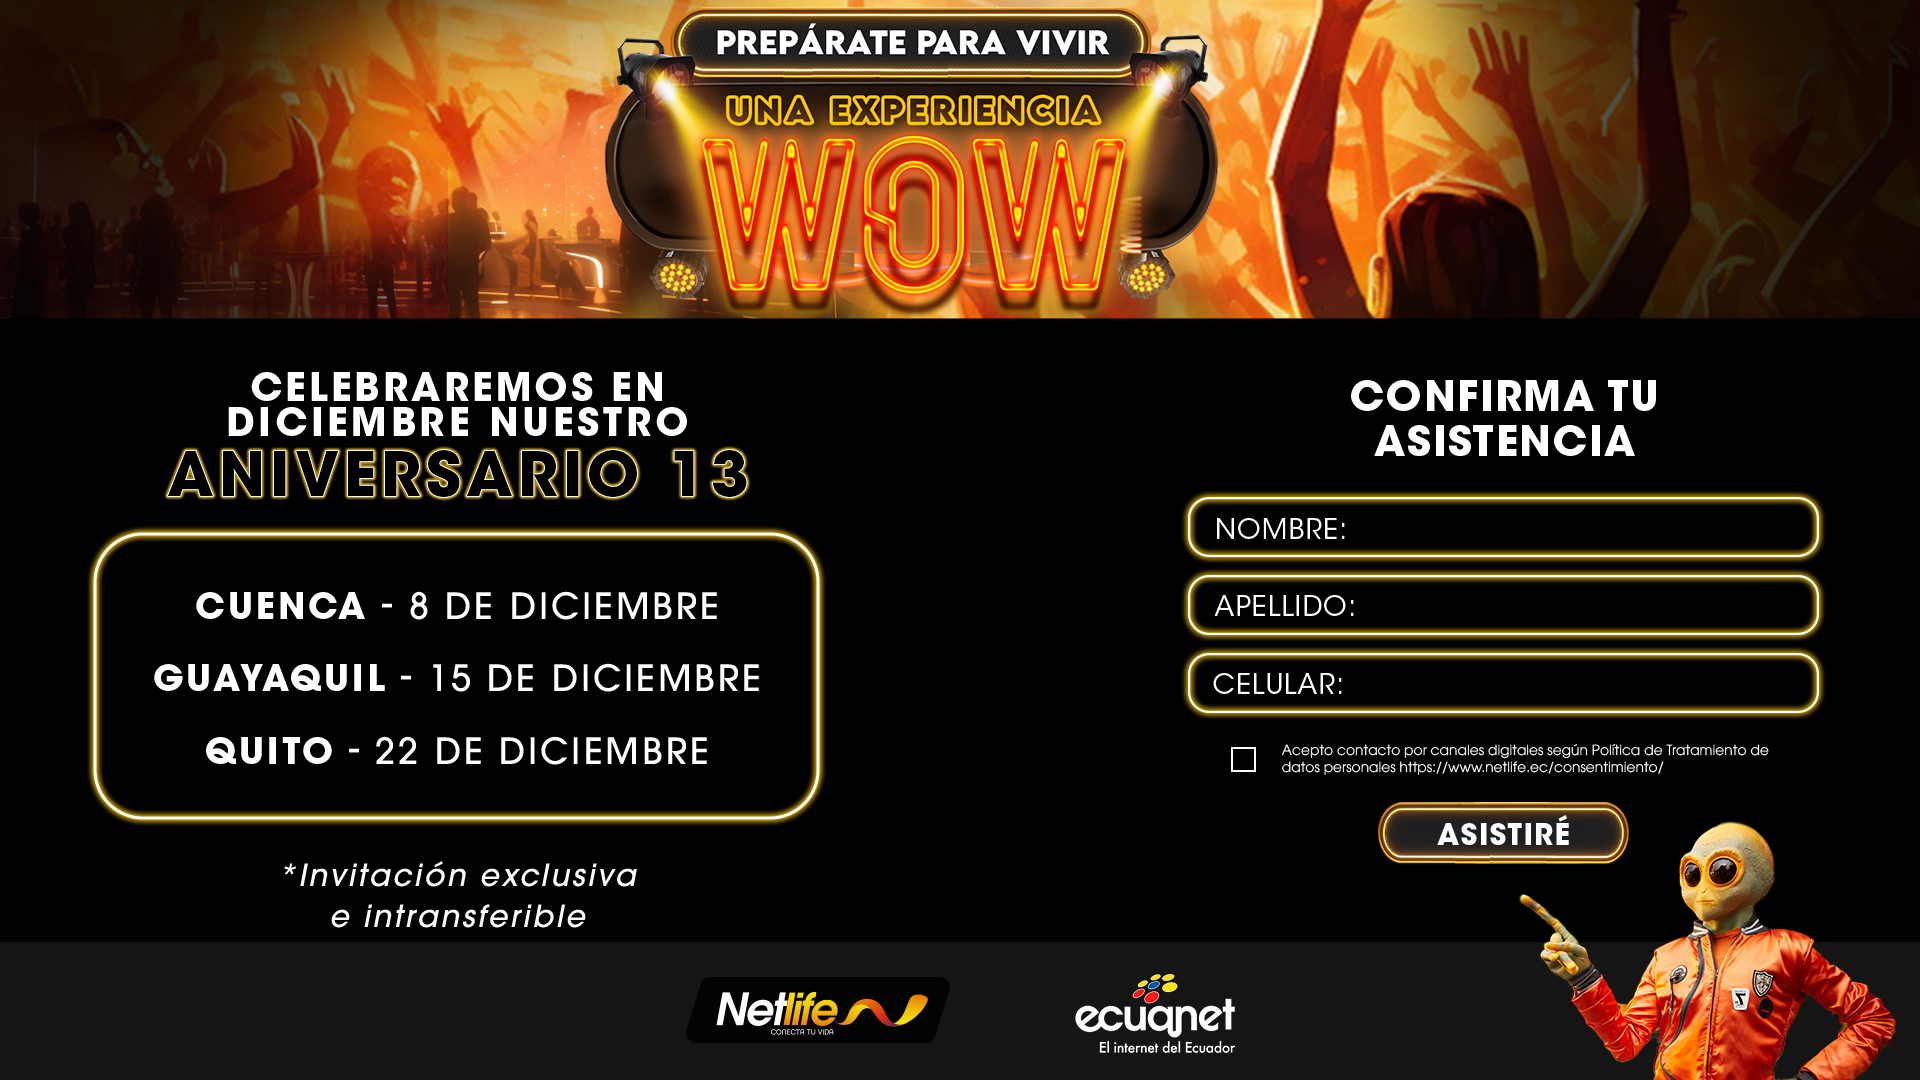 PREPÁRATE PARA VIVIR
UNA EXPERIENCIA
WOW
CELEBRAREMOS EN
DICIEMBRE NUESTRO
ANIVERSARIO 13
CUENCA - 8 DE DICIEMBRE
GUAYAQUIL - 15 DE DICIEMBRE
QUITO - 22 DE DICIEMBRE
*Invitación exclusiva
e intransferible
CONFIRMA TU
ASISTENCIA
NOMBRE:
APELLIDO:
CELULAR:
Acepto contacto por canales digitales según Política de Tratamiento de
datos personales https://www.netlife.ec/consentimiento/
ASISTIRÉ
Netlife
CONECTA TU VIDA
ecuanet
El internet del Ecuador